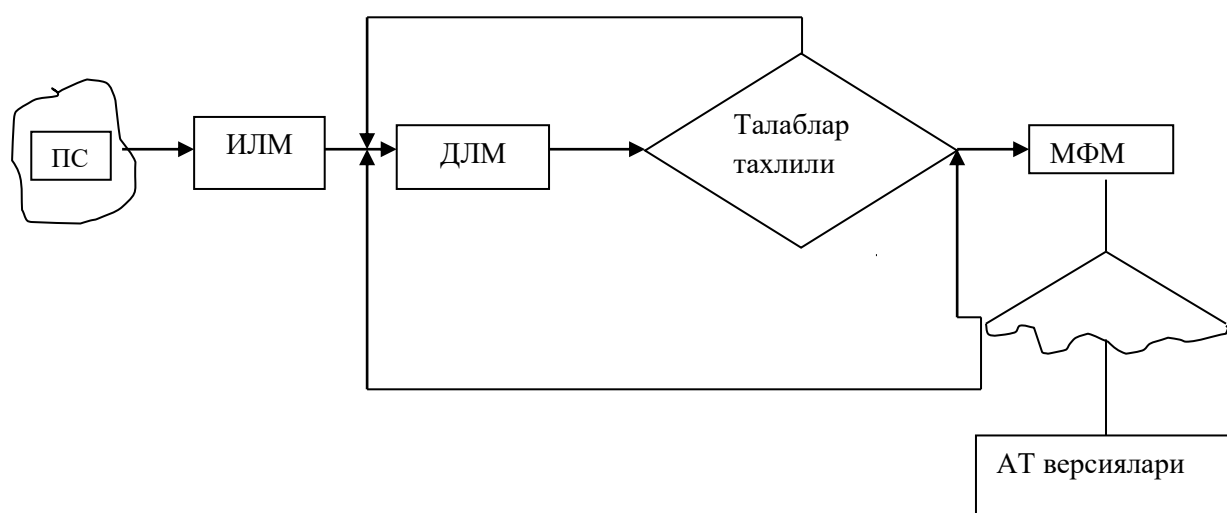 ПС
ИЛМ
ДЛМ
Талаблар
тахлили
МФМ
АТ версиялари